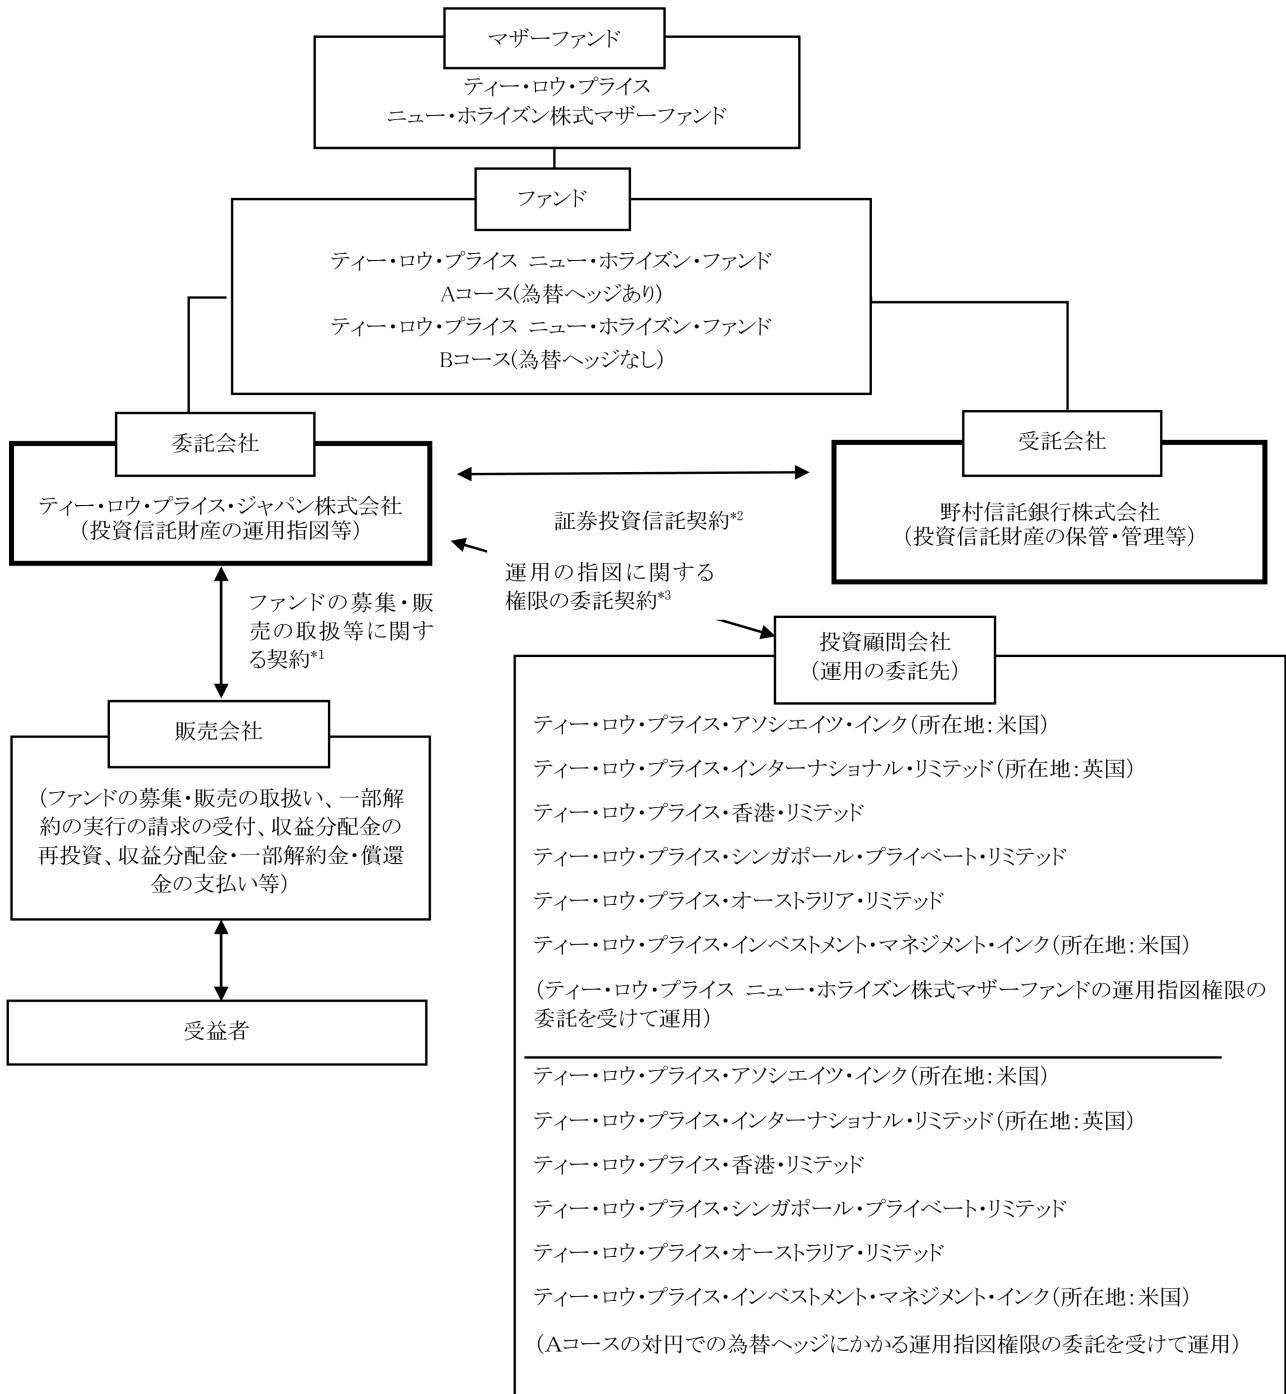 マザーファンド
ティー・ロウ・プライス
ニュー・ホライズン株式マザーファンド
ファンド
ティー・ロウ・プライス ニュー・ホライズン・ファンド
Aコース(為替ヘッジあり)
ティー・ロウ・プライス ニュー・ホライズン・ファンド
Bコース(為替ヘッジなし)
委託会社
ティー・ロウ・プライス・ジャパン株式会社
(投資信託財産の運用指図等)
証券投資信託契約*2
受託会社
野村信託銀行株式会社
(投資信託財産の保管・管理等)
運用の指図に関する
権限の委託契約*3
ファンドの募集・販
売の取扱等に関す
る契約*1
販売会社
(ファンドの募集・販売の取扱い、一部解
約の実行の請求の受付、収益分配金の
再投資、収益分配金・一部解約金・償還
金の支払い等)
受益者
投資顧問会社
(運用の委託先)
ティー・ロウ・プライス・アソシエイツ・インク(所在地:米国)
ティー・ロウ・プライス・インターナショナル・リミテッド(所在地:英国)
ティー・ロウ・プライス・香港・リミテッド
ティー・ロウ・プライス・シンガポール・プライベート・リミテッド
ティー・ロウ・プライス・オーストラリア・リミテッド
ティー・ロウ・プライス・インベストメント・マネジメント・インク(所在地:米国)
(ティー・ロウ・プライス ニュー・ホライズン株式マザーファンドの運用指図権限の
委託を受けて運用)
ティー・ロウ・プライス・アソシエイツ・インク(所在地:米国)
ティー・ロウ・プライス・インターナショナル・リミテッド(所在地:英国)
ティー・ロウ・プライス・香港・リミテッド
ティー・ロウ・プライス・シンガポール・プライベート・リミテッド
ティー・ロウ・プライス・オーストラリア・リミテッド
ティー・ロウ・プライス・インベストメント・マネジメント・インク(所在地:米国)
(Aコースの対円での為替ヘッジにかかる運用指図権限の委託を受けて運用)